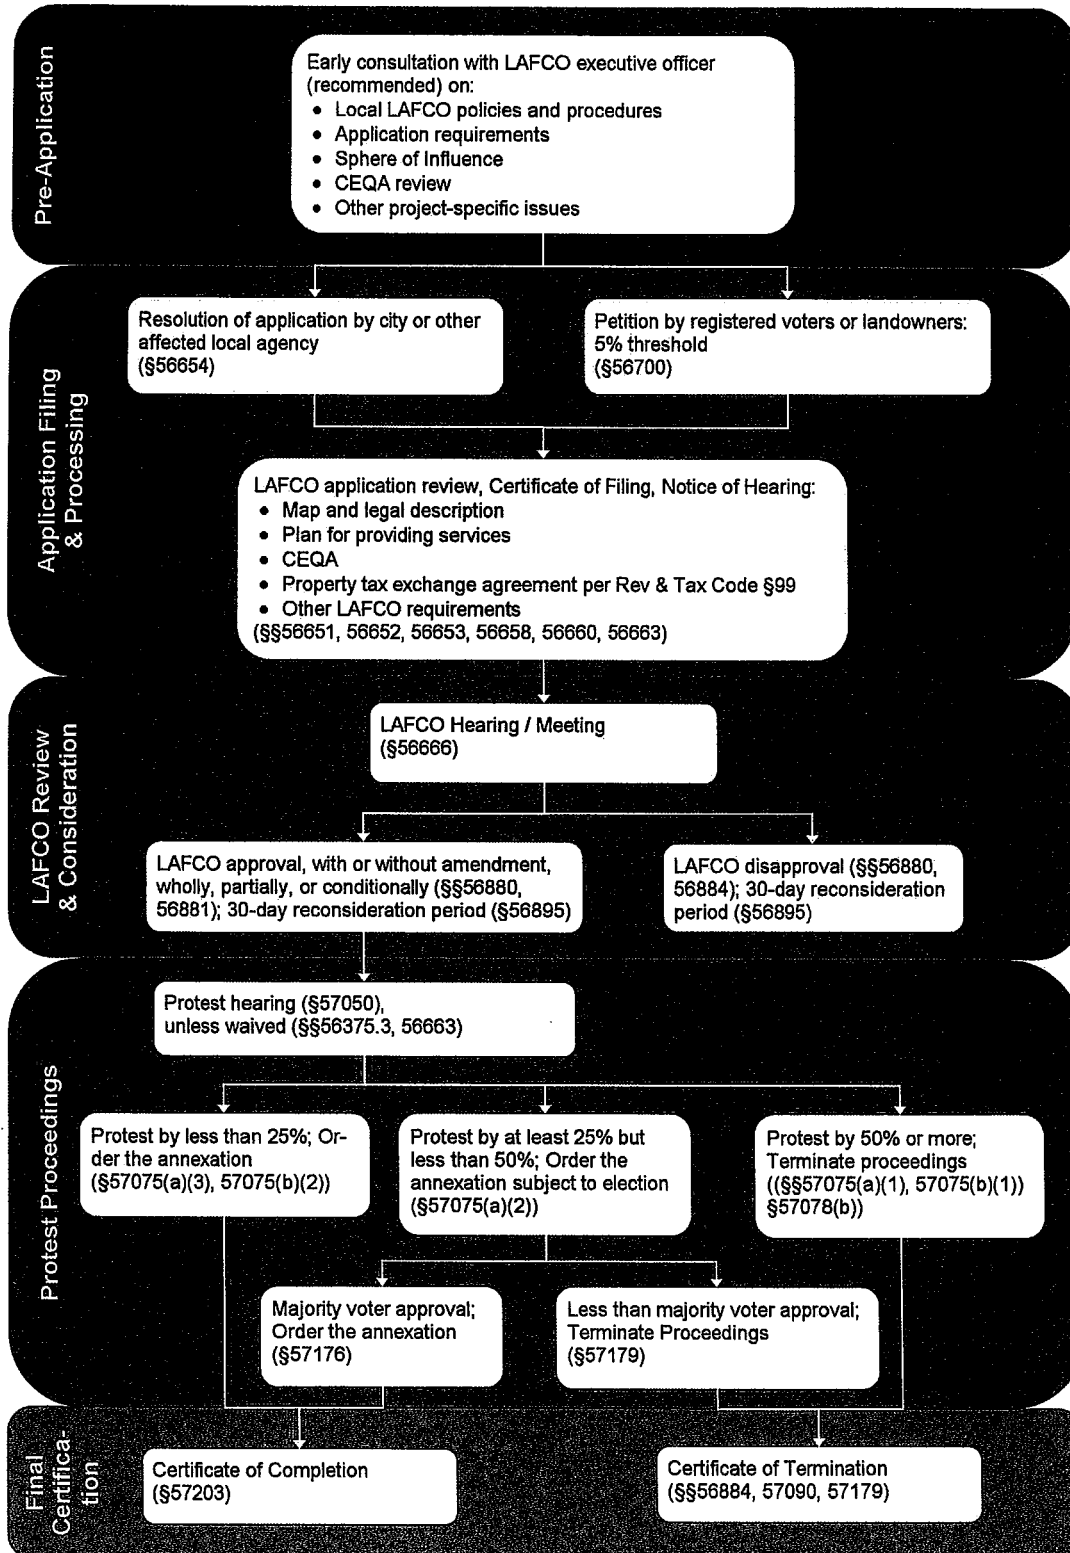 Pre-Application
Early consultation with LAFCO executive officer
(recommended) on:
• Local LAFCO policies and procedures
• Application requirements
• Sphere of Influence
• CEQA review
• Other project-specific issues
Application Filing
& Processing
Resolution of application by city or other
affected local agency
(§56654)
Petition by registered voters or landowners:
5% threshold
(§56700)
LAFCO application review, Certificate of Filing, Notice of Hearing:
• Map and legal description
• Plan for providing services
• CEQA
• Property tax exchange agreement per Rev & Tax Code §99
• Other LAFCO requirements
(§§56651, 56652, 56653, 56658, 56660, 56663)
LAFCO Review
& Consideration
LAFCO Hearing / Meeting
(§56666)
LAFCO approval, with or without amendment,
wholly, partially, or conditionally (§§56880,
56881); 30-day reconsideration period (§56895)
LAFCO disapproval (§§56880,
56884); 30-day reconsideration
period (§56895)
Protest Proceedings
Protest hearing (§57050),
unless waived (§§56375.3, 56663)
Protest by less than 25%; Or-
der the annexation
(§57075(a)(3), 57075(b)(2))
Protest by at least 25% but
less than 50%; Order the
annexation subject to election
(§57075(a)(2))
Protest by 50% or more;
Terminate proceedings
((§§57075(a)(1), 57075(b)(1))
§57078(b))
Majority voter approval;
Order the annexation
(§57176)
Less than majority voter approval;
Terminate Proceedings
(§57179)
Final
Certifica-
tion
Certificate of Completion
(§57203)
Certificate of Termination
(§§56884, 57090, 57179)